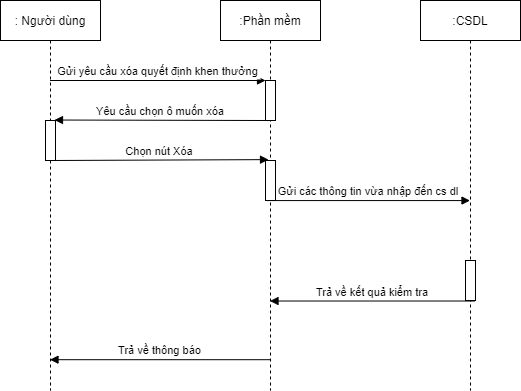 : Người dùng
:Phần mềm
:CSDL
Gửi yêu cầu xóa quyết định khen thưởng
Yêu cầu chọn ô muốn xóa
Chọn nút Xóa
Gửi các thông tin vừa nhập đến cs dl
Trả về kết quả kiểm tra
Trả về thông báo